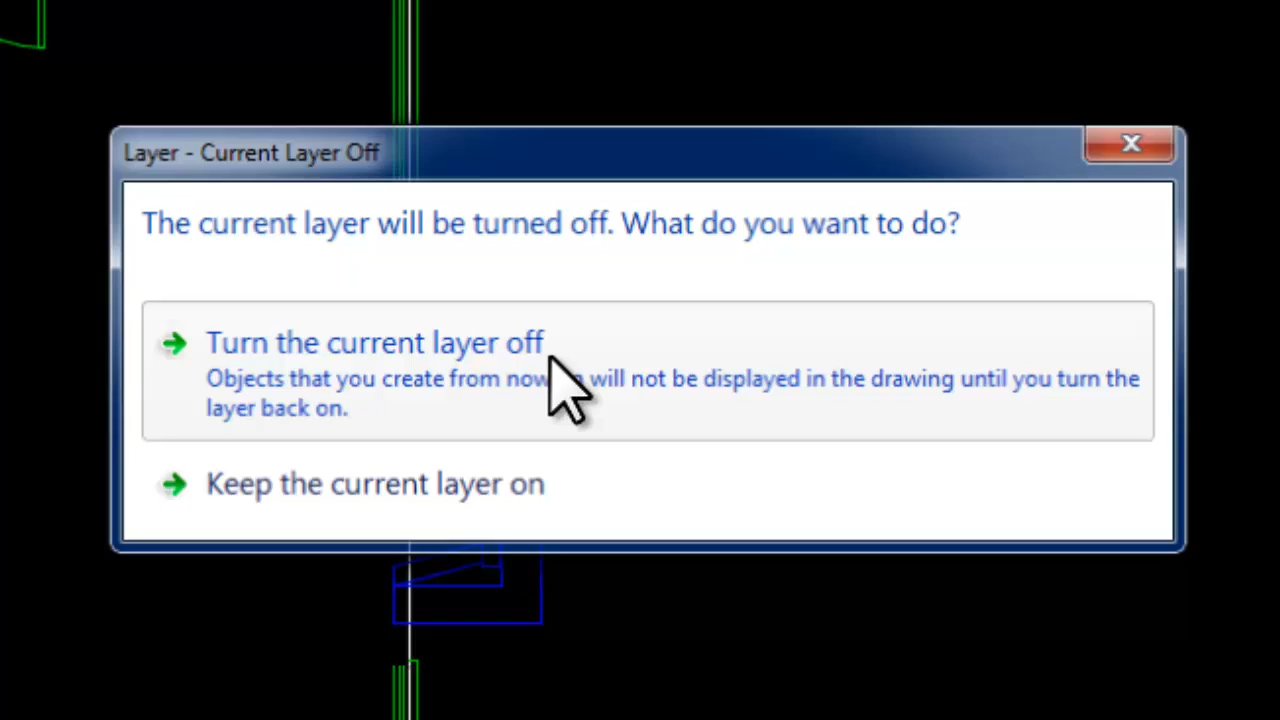 Layer - Current Layer Off
The current layer will be turned off. What do you want to do?
Turn the current layer off
Objects that you create from now will not be displayed in the drawing until you turn the
layer back on.
Keep the current layer on